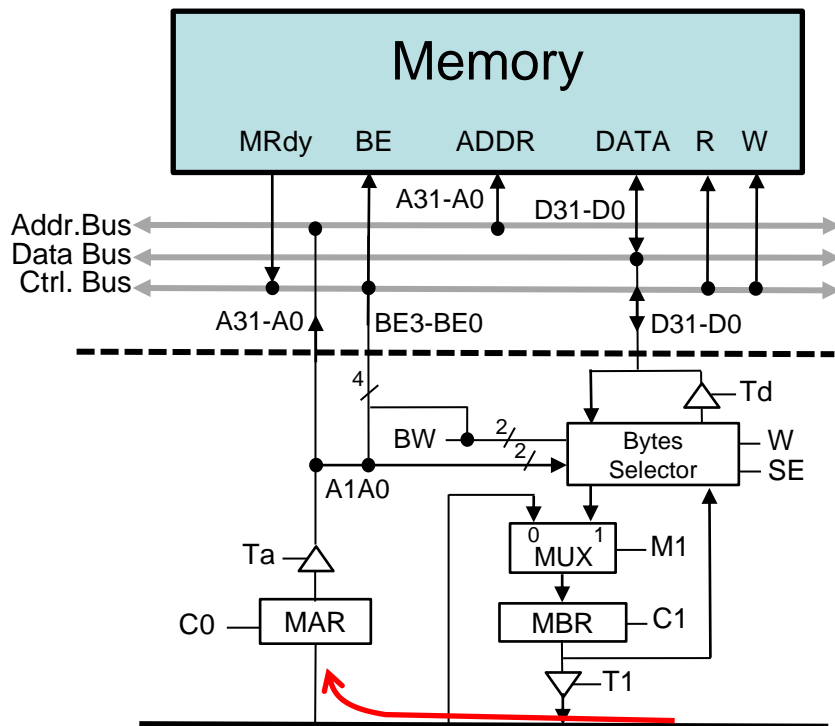 Memory
MRdy BE ADDR DATA R W
A31-A0
D31-D0
Addr.Bus
Data Bus
Ctrl. Bus
A31-A0 BE3-BE0 D31-D0
4
Td
BW 2
Bytes
Selector
W
2
SE
A1A0
0 1
MUX
M1
Ta
C0 MAR
MBR C1
T1